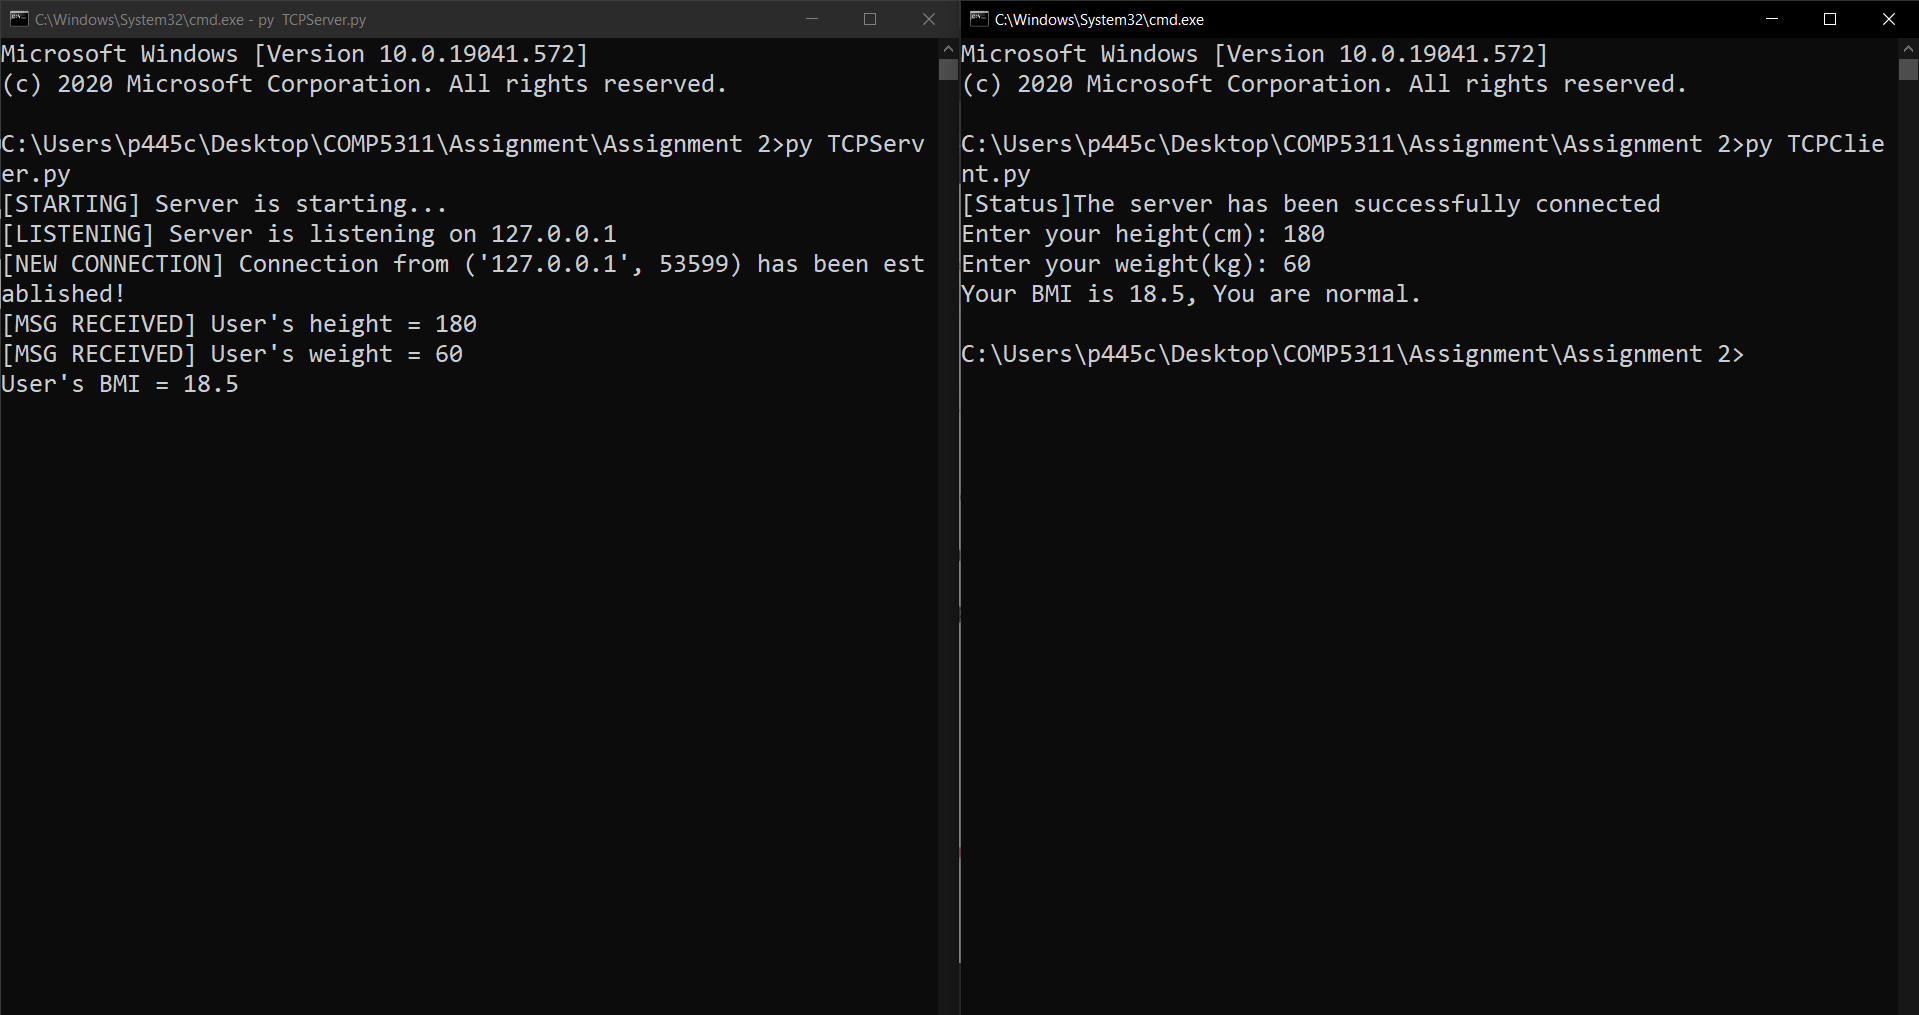 C:\Windows\System32\cmd.exe - py  TCPServer.py
Microsoft Windows [Version 10.0.19041.572]
(c) 2020 Microsoft Corporation. All rights reserved.
C:\Users\p445c\Desktop\COMP5311\Assignment\Assignment 2>py TCPServ
er.py
[STARTING] Server is starting...
[LISTENING] Server is listening on 127.0.0.1
[NEW CONNECTION] Connection from ('127.0.0.1', 53599) has been est
ablished!
[MSG RECEIVED] User's height = 180
[MSG RECEIVED] User's weight = 60
User's BMI = 18.5
C:\Windows\System32\cmd.exe
Microsoft Windows [Version 10.0.19041.572]
(c) 2020 Microsoft Corporation. All rights reserved.
C:\Users\p445c\Desktop\COMP5311\Assignment\Assignment 2>py TCPClie
nt.py
[Status]The server has been successfully connected
Enter your height(cm): 180
Enter your weight(kg): 60
Your BMI is 18.5, You are normal.
C:\Users\p445c\Desktop\COMP5311\Assignment\Assignment 2>